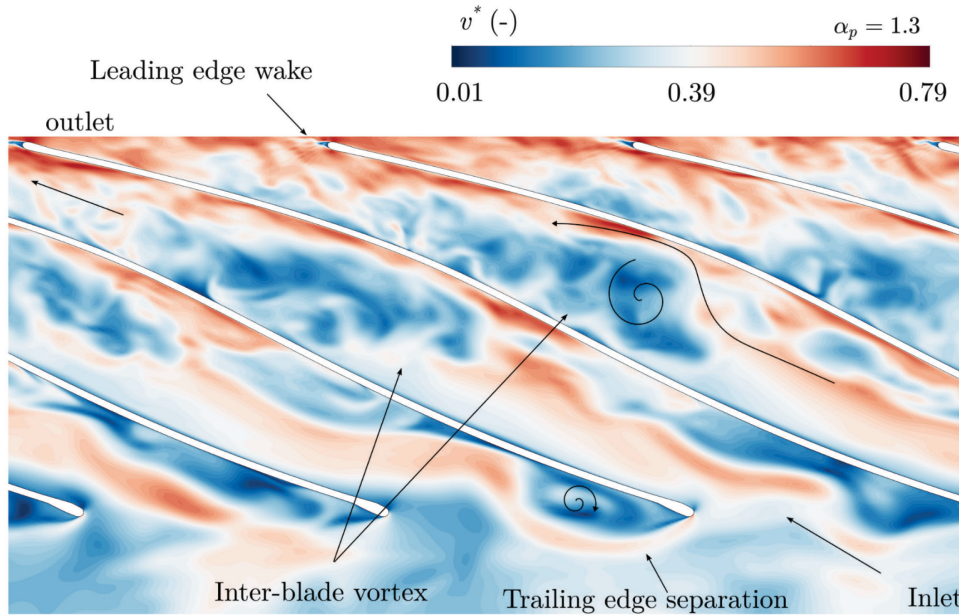 v* (-)
α_p = 1.3
Leading edge wake
0.01
0.39
0.79
outlet
Inter-blade vortex
Trailing edge separation
Inlet